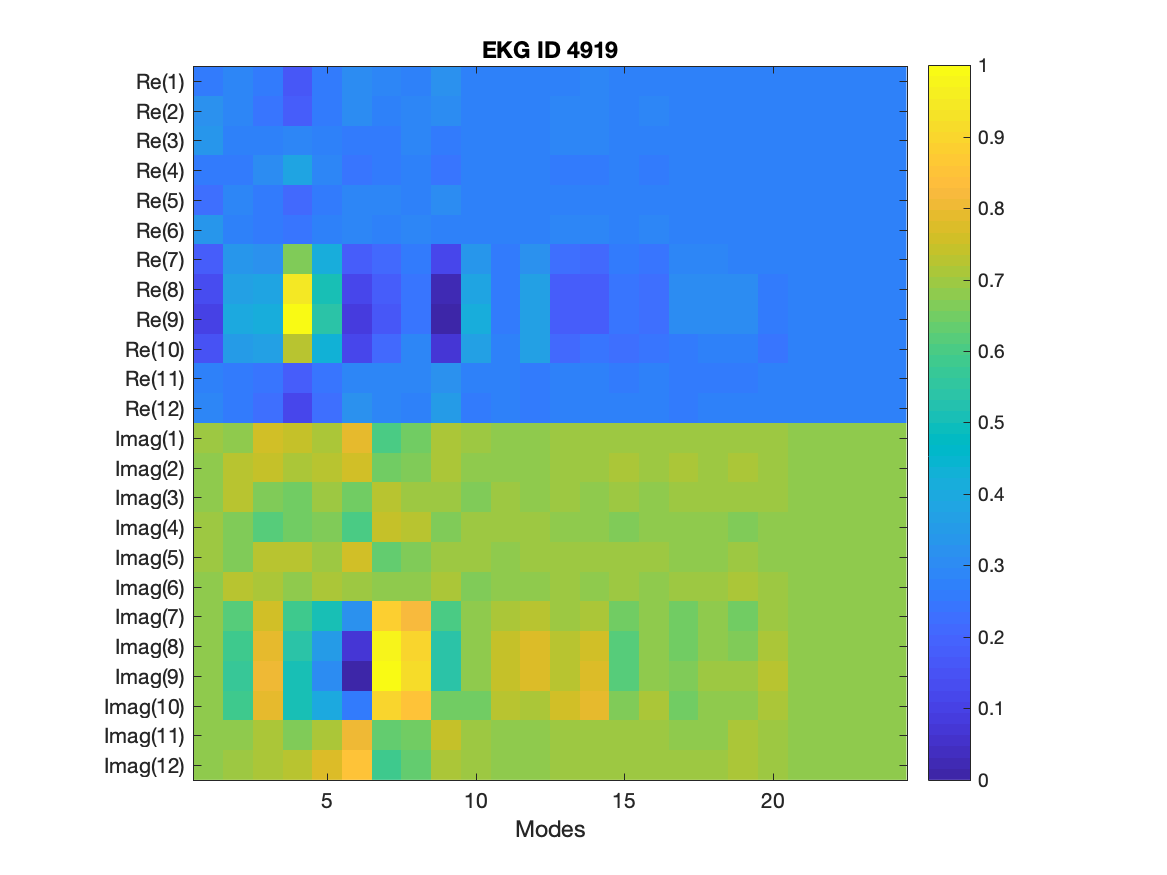 EKG ID 4919
Re(1)
Re(2)
Re(3)
Re(4)
Re(5)
Re(6)
Re(7)
Re(8)
Re(9)
Re(10)
Re(11)
Re(12)
Imag(1)
Imag(2)
Imag(3)
Imag(4)
Imag(5)
Imag(6)
Imag(7)
Imag(8)
Imag(9)
Imag(10)
Imag(11)
Imag(12)
5 10 15 20
Modes
1
0.9
0.8
0.7
0.6
0.5
0.4
0.3
0.2
0.1
0